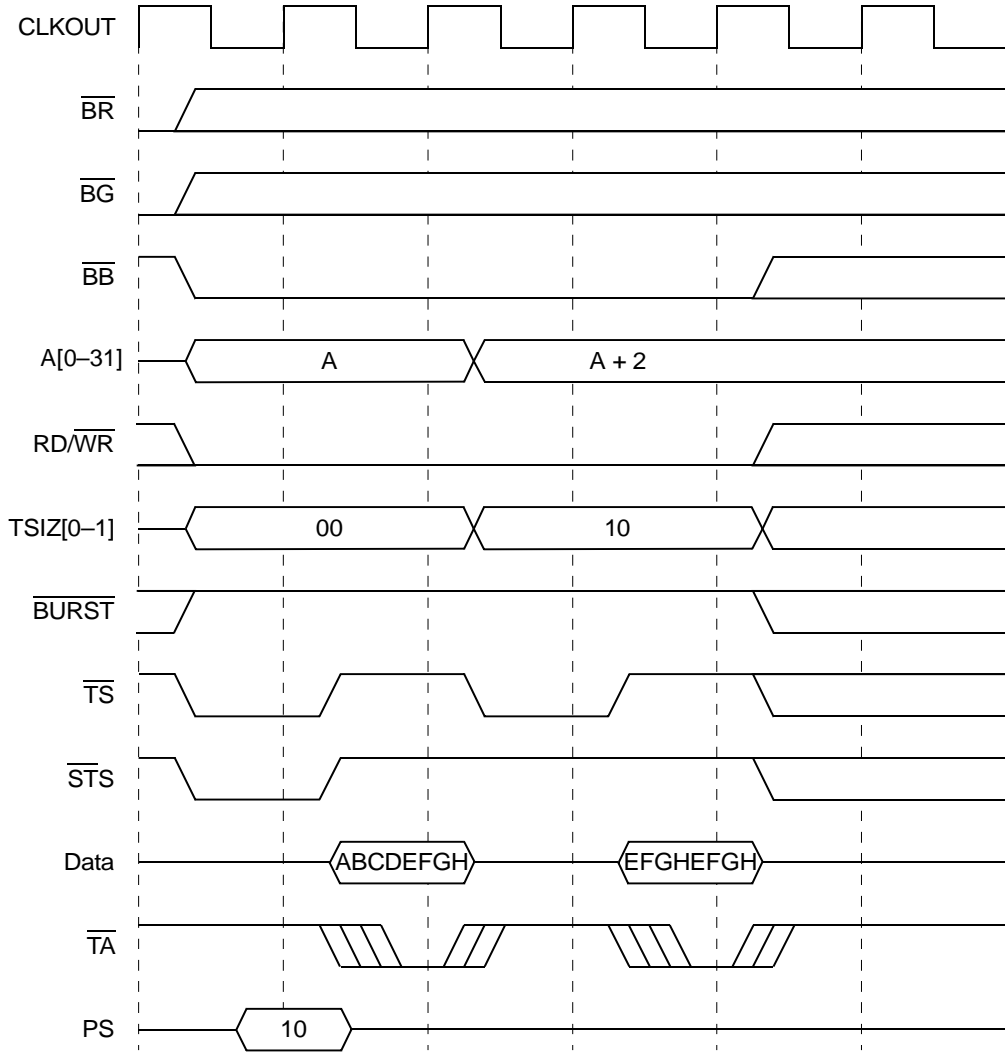 CLKOUT
BR
BG
BB
A[0–31] A A + 2
RD/WR
TSIZ[0–1] 00 10
BURST
TS
STS
Data ABCDEFGH EFGHEFGH
TA
PS 10